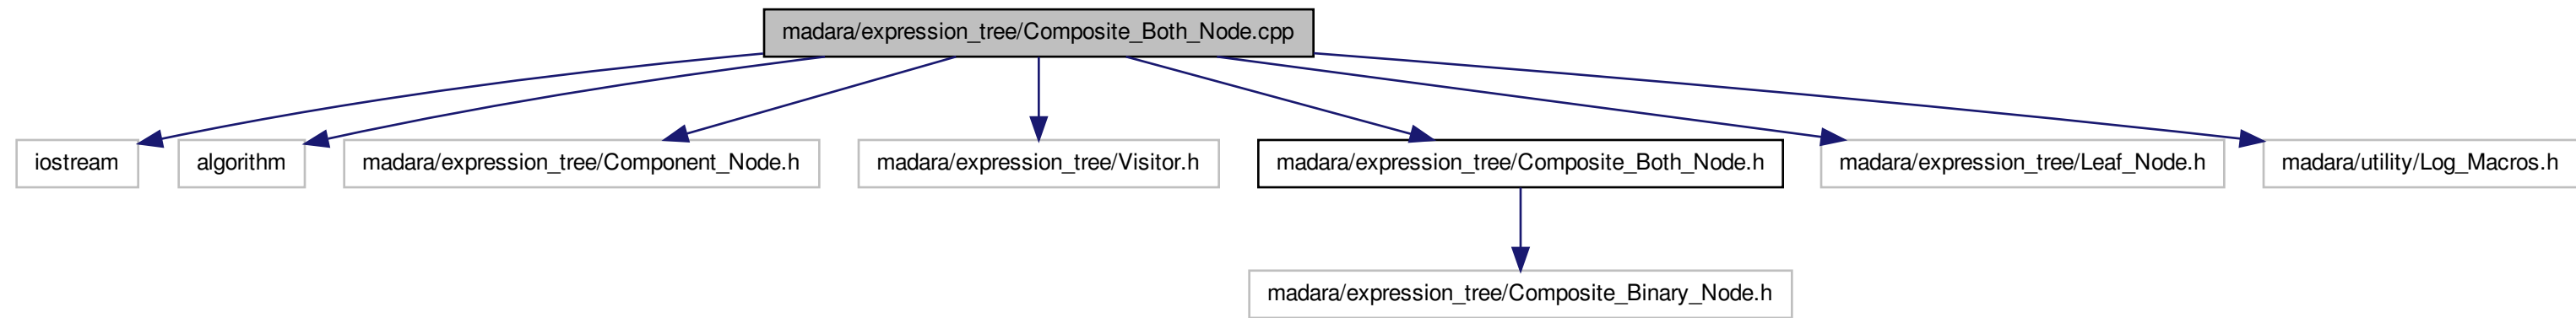 madara/expression_tree/Composite_Both_Node.cpp
iostream
algorithm
madara/expression_tree/Component_Node.h
madara/expression_tree/Visitor.h
madara/expression_tree/Composite_Both_Node.h
madara/expression_tree/Leaf_Node.h
madara/utility/Log_Macros.h
madara/expression_tree/Composite_Binary_Node.h